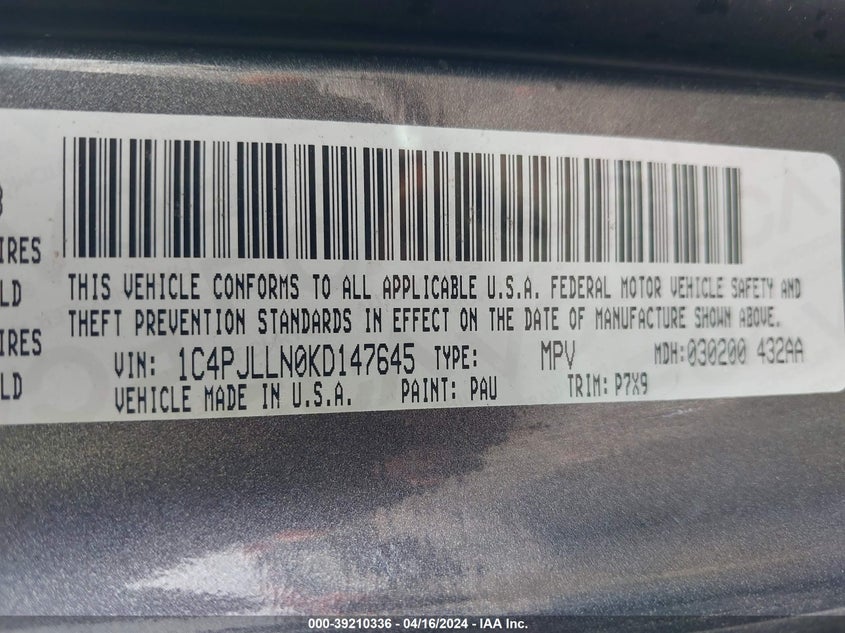 IRES
LD
IRES
LD
THIS VEHICLE CONFORMS TO ALL APPLICABLE U.S.A. FEDERAL MOTOR VEHICLE SAFETY AND
THEFT PREVENTION STANDARDS IN EFFECT ON THE DATE OF MANUFACTURE SHOWN ABOVE.
VIN: 1C4PJLLN0KD147645 TYPE: MPV MDH:030200 432AA
VEHICLE MADE IN U.S.A. PAINT: PAU TRIM: P7X9
000-39210336 - 04/16/2024 - IAA Inc.